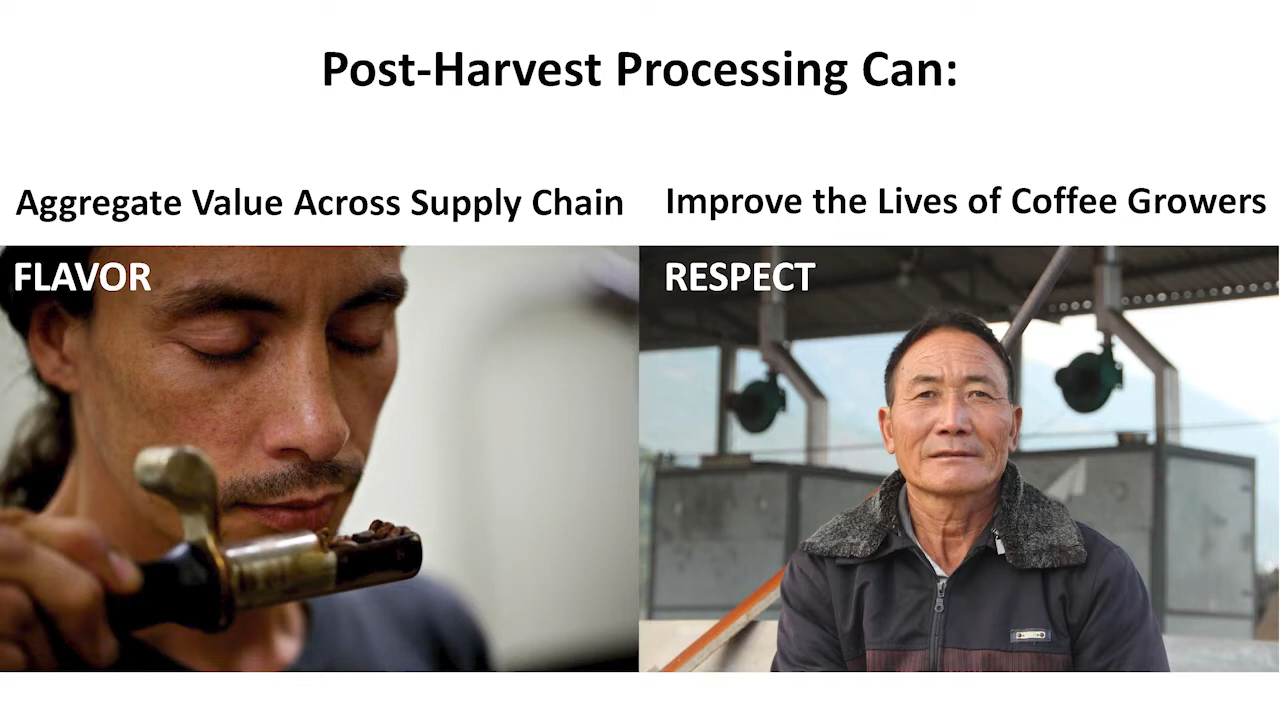 Post-Harvest Processing Can:
Aggregate Value Across Supply Chain
Improve the Lives of Coffee Growers
FLAVOR
RESPECT